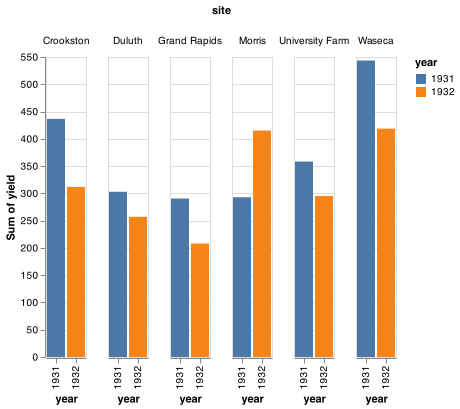 site
Crookston Duluth Grand Rapids Morris University Farm Waseca
year
1931
1932
Sum of yield
550
500
450
400
350
300
250
200
150
100
50
0
1931 1932 1931 1932 1931 1932 1931 1932 1931 1932 1931 1932
year year year year year year